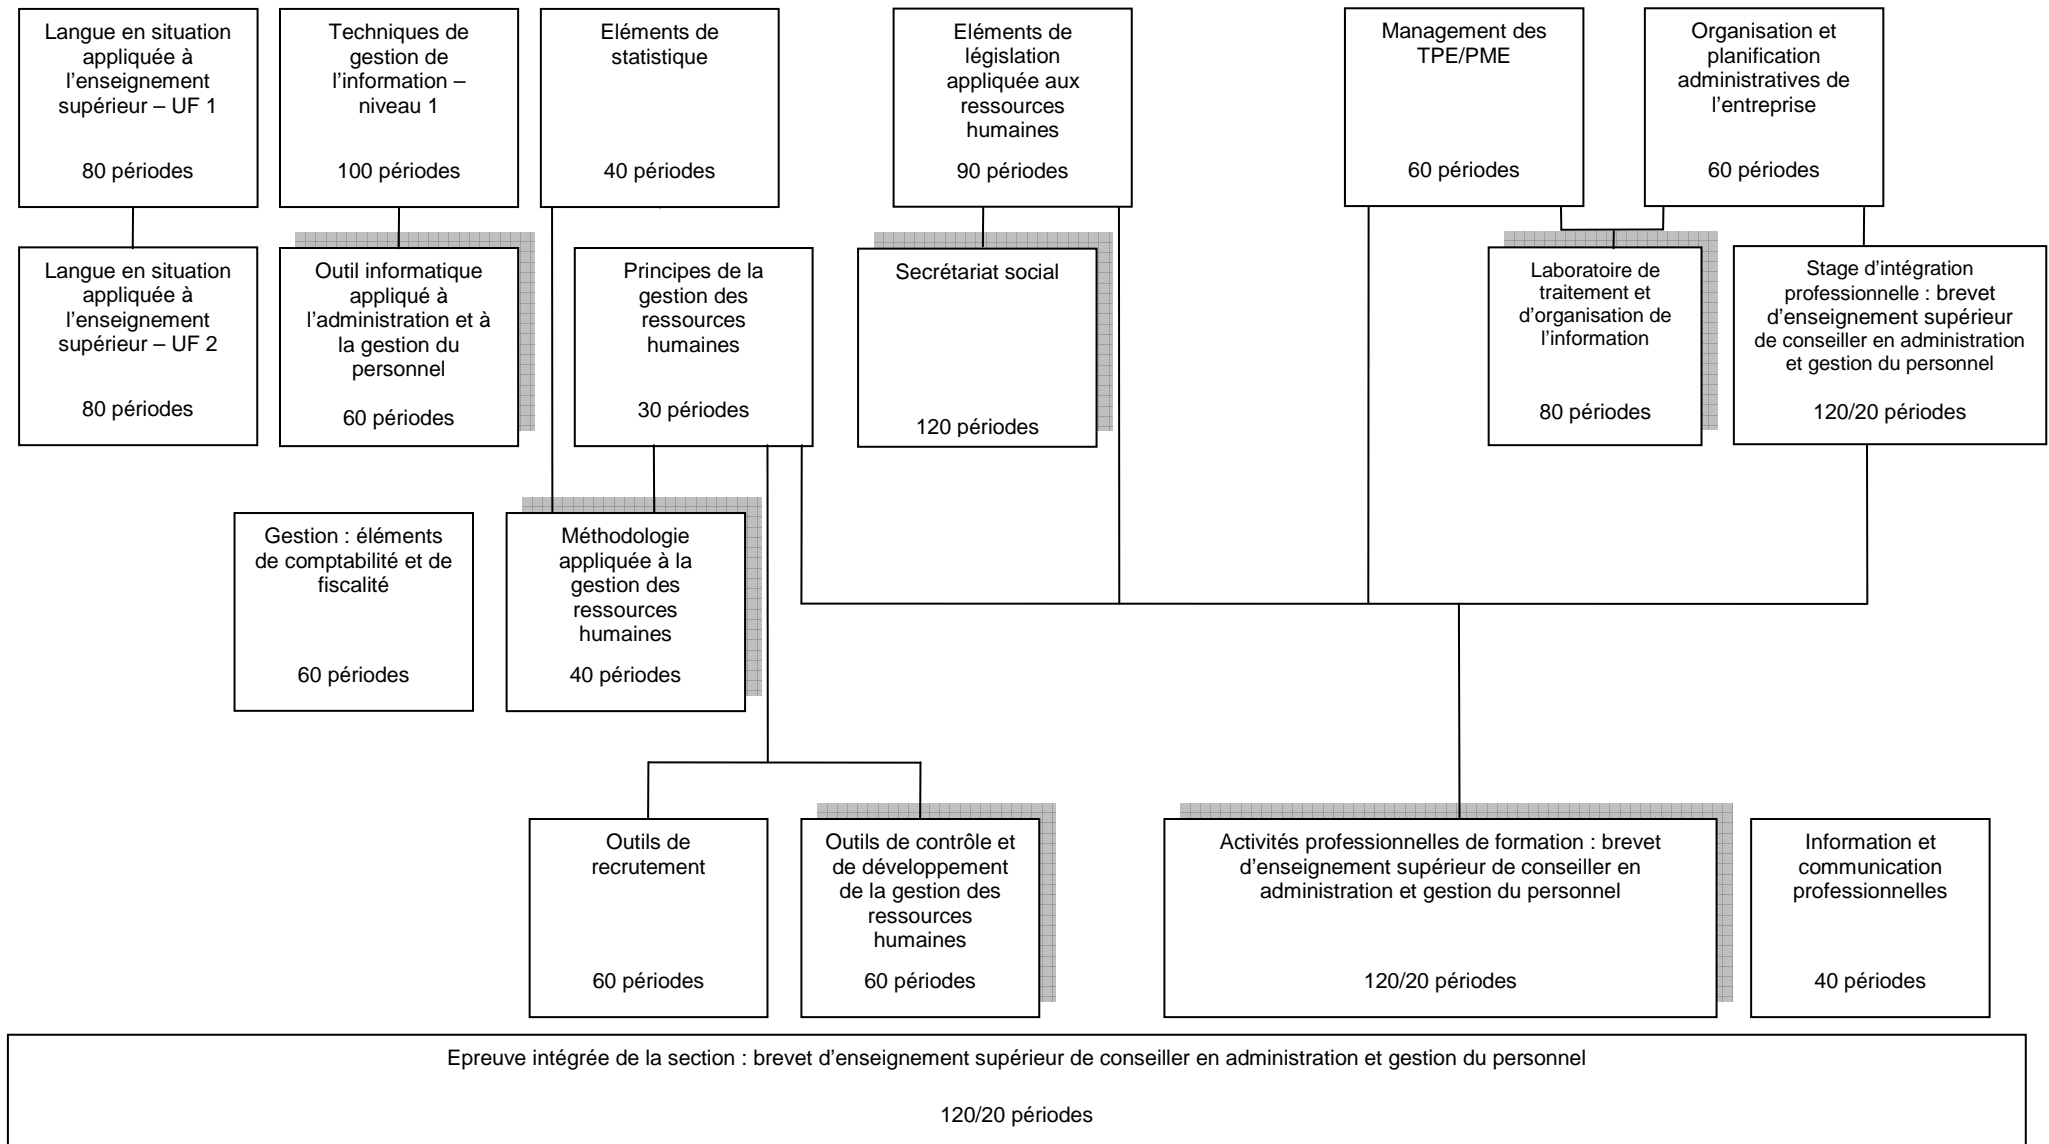 Langue en situation
appliquée à
l'enseignement
supérieur – UF 1
80 périodes
Techniques de
gestion de
l'information –
niveau 1
100 périodes
Eléments de
statistique
40 périodes
Eléments de
législation
appliquée aux
ressources
humaines
90 périodes
Management des
TPE/PME
60 périodes
Organisation et
planification
administratives de
l'entreprise
60 périodes
Langue en situation
appliquée à
l'enseignement
supérieur – UF 2
80 périodes
Outil informatique
appliqué à
l'administration et à
la gestion du
personnel
60 périodes
Principes de la
gestion des
ressources
humaines
30 périodes
Secrétariat social
120 périodes
Laboratoire de
traitement et
d'organisation de
l'information
80 périodes
Stage d'intégration
professionnelle : brevet
d'enseignement supérieur
de conseiller en administration
et gestion du personnel
120/20 périodes
Gestion : éléments
de comptabilité et de
fiscalité
60 périodes
Méthodologie
appliquée à la
gestion des
ressources
humaines
40 périodes
Outils de
recrutement
60 périodes
Outils de contrôle et
de développement
de la gestion des
ressources
humaines
60 périodes
Activités professionnelles de formation : brevet
d'enseignement supérieur de conseiller en
administration et gestion du personnel
120/20 périodes
Information et
communication
professionnelles
40 périodes
Epreuve intégrée de la section : brevet d'enseignement supérieur de conseiller en administration et gestion du personnel
120/20 périodes